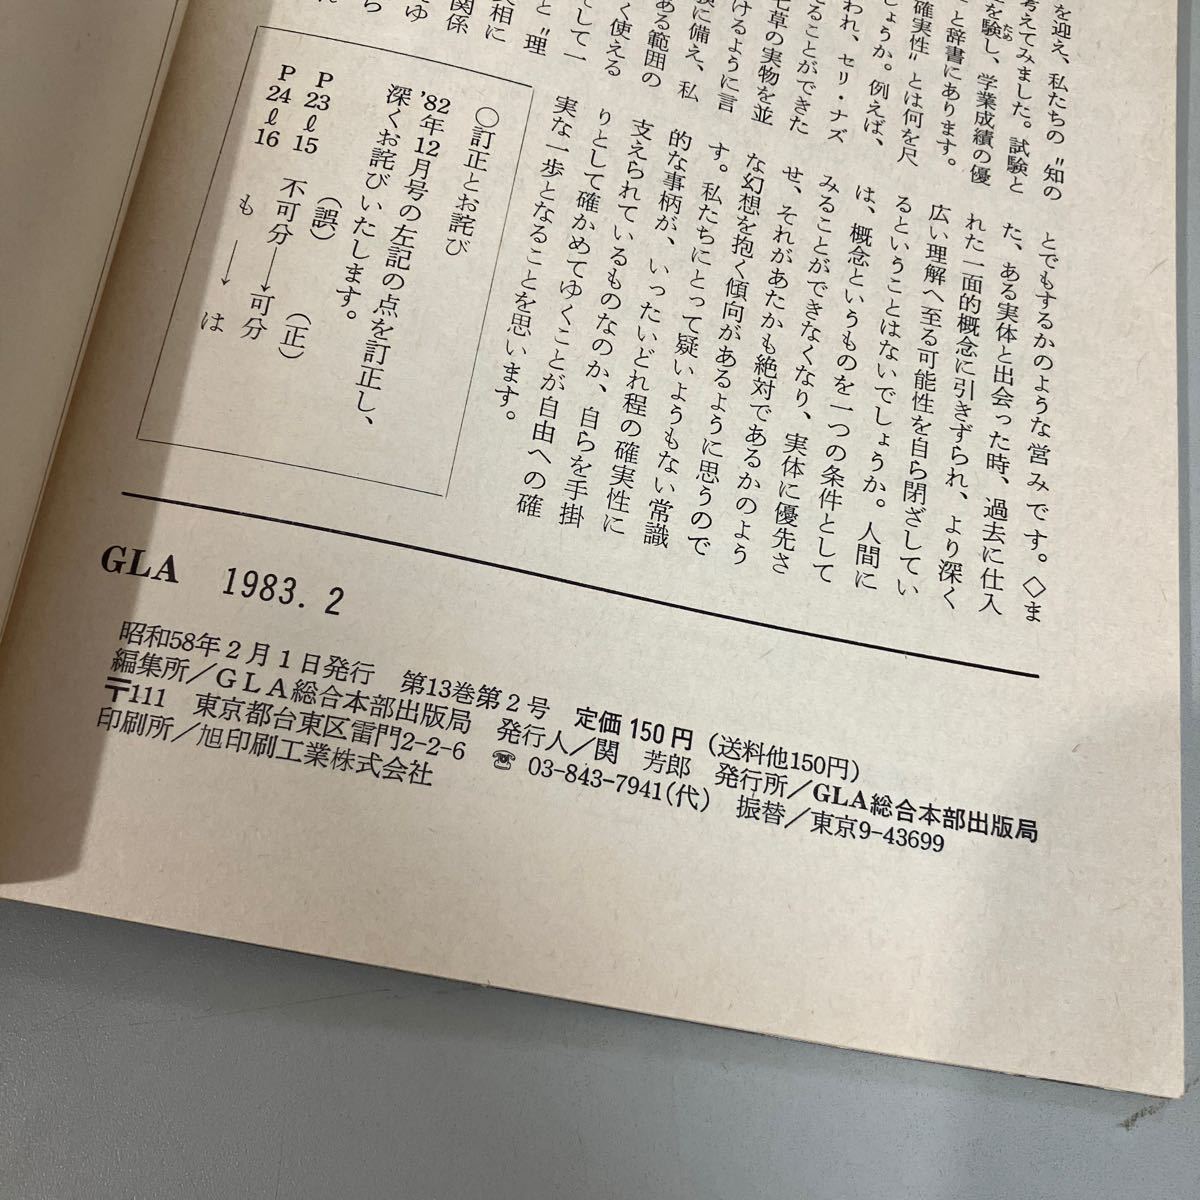 を迎え、私たちの〝知の
考えてみました。試験と
を験し、学業成績の優
と辞書にあります。
確実性〟とは何を尺
しょうか。例えば、
われ、セリ・ナズ
ることができた
七草の実物を並
けるように言
に備え、私
ある範囲の
く使える
して一
と〝理
とでもするかのような営みです。◇ま
た、ある実体と出会った時、過去に仕入
れた一面的概念に引きずられ、より深く
広い理解へ至る可能性を自ら閉ざしてい
るということはないでしょうか。人間に
は、概念というものを一つの条件として
みることができなくなり、実体に優先さ
せ、それがあたかも絶対であるかのよう
な幻想を抱く傾向があるように思うので
す。私たちにとって疑いようもない常識
的な事柄が、いったいどれ程の確実性に
支えられているものなのか、自らを手掛
りとして確かめてゆくことが自由への確
実な一歩となることを思います。
○訂正とお詫び
'82年12月号の左記の点を訂正し、
深くお詫びいたします。
(誤) (正)
P23 ℓ15 不可分→可分
P24 ℓ16 も→は
GLA 1983.2
昭和58年2月1日発行 第13巻第2号 定価150円(送料他150円)
編集所/GLA総合本部出版局 発行人/関 芳郎 発行所/GLA総合本部出版局
〒111 東京都台東区雷門2-2-6 ☎ 03-843-7941(代) 振替/東京9-43699
印刷所/旭印刷工業株式会社